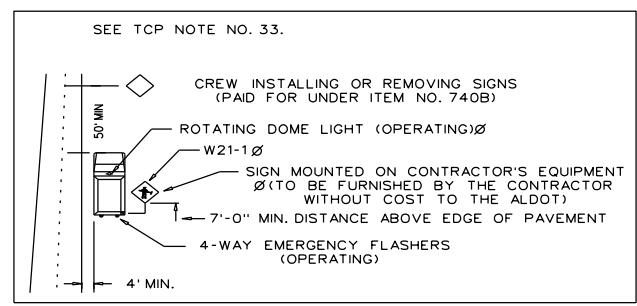 SEE TCP NOTE NO. 33.
CREW INSTALLING OR REMOVING SIGNS
(PAID FOR UNDER ITEM NO. 740B)
50' MIN
ROTATING DOME LIGHT (OPERATING)Ø
W21-1 Ø
SIGN MOUNTED ON CONTRACTOR'S EQUIPMENT
Ø(TO BE FURNISHED BY THE CONTRACTOR
WITHOUT COST TO THE ALDOT)
7'-0" MIN. DISTANCE ABOVE EDGE OF PAVEMENT
4-WAY EMERGENCY FLASHERS
(OPERATING)
4' MIN.